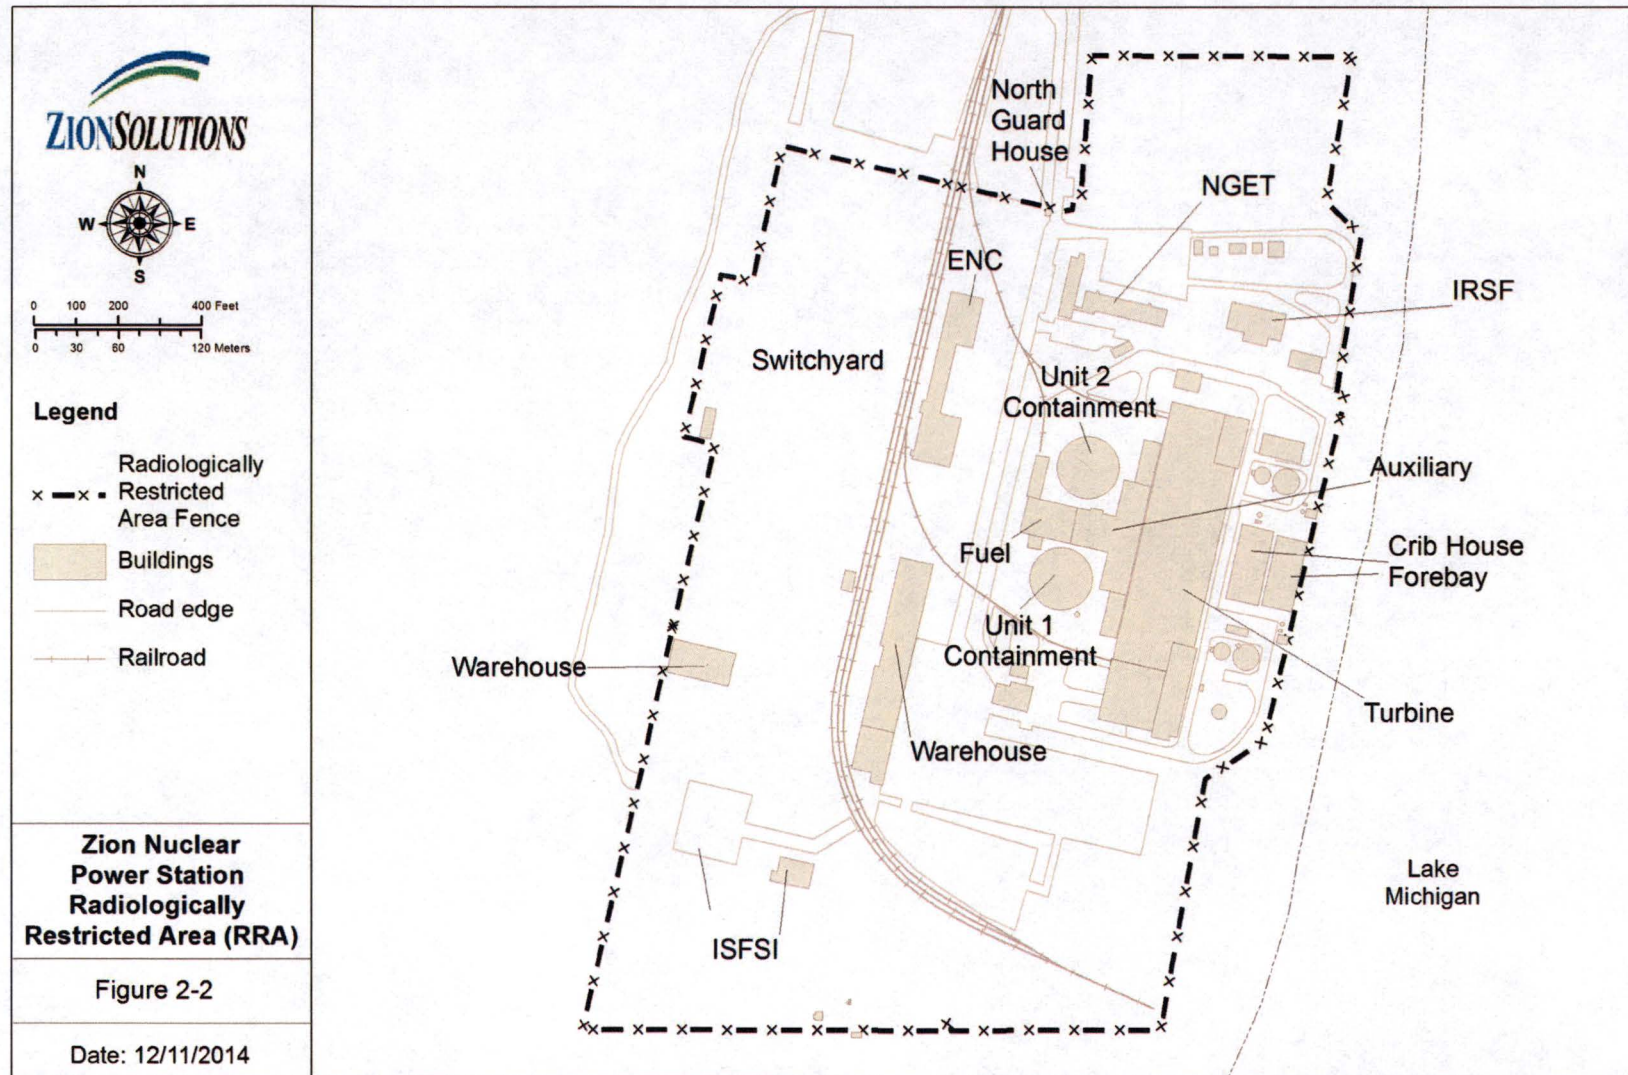 ZIONSOLUTIONS
N
W E
S
0 100 200 400 Feet
0 30 60 120 Meters
Legend
Radiologically
Restricted
Area Fence
Buildings
Road edge
Railroad
Zion Nuclear
Power Station
Radiologically
Restricted Area (RRA)
Figure 2-2
Date: 12/11/2014
North
Guard
House
NGET
ENC
IRSF
Switchyard
Unit 2
Containment
Auxiliary
Fuel
Crib House
Forebay
Unit 1
Containment
Warehouse
Turbine
Warehouse
Lake
Michigan
ISFSI